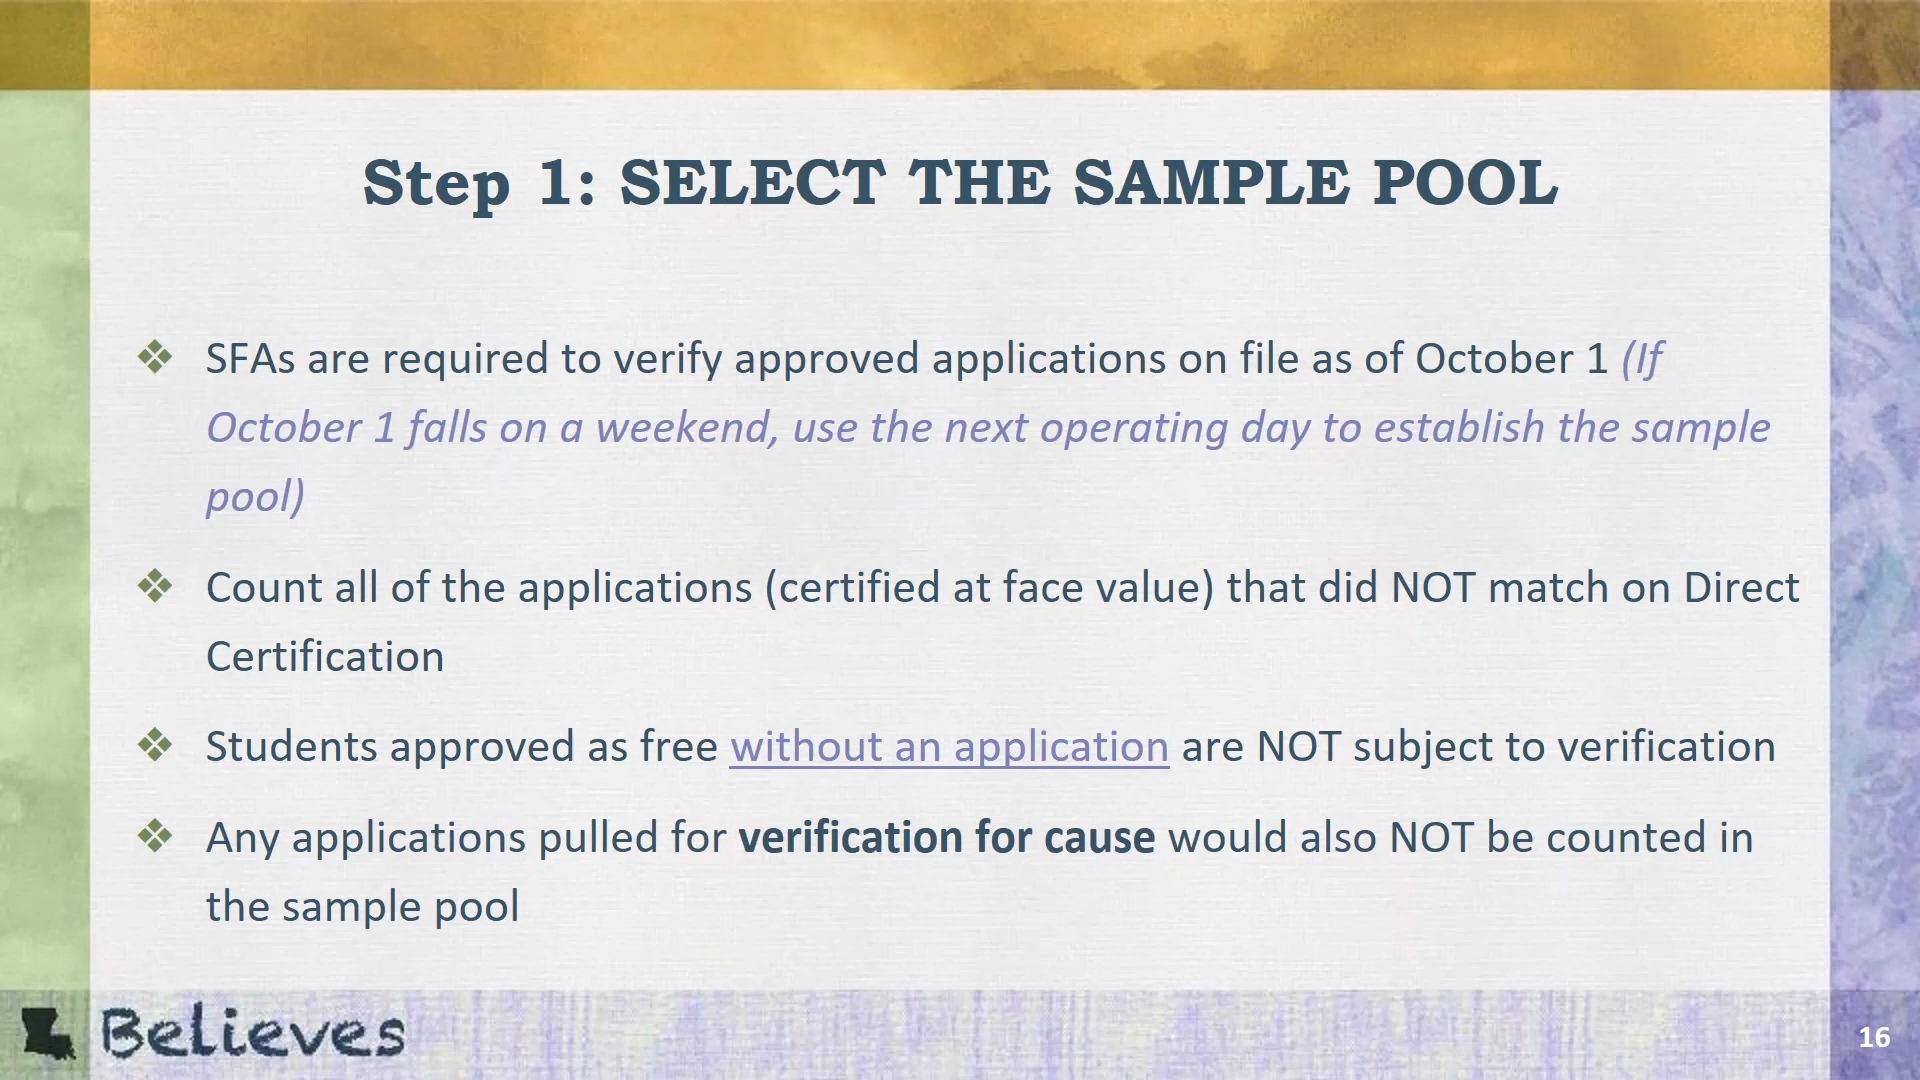 Step 1: SELECT THE SAMPLE POOL
❖ SFAs are required to verify approved applications on file as of October 1 (If
October 1 falls on a weekend, use the next operating day to establish the sample
pool)
❖ Count all of the applications (certified at face value) that did NOT match on Direct
Certification
❖ Students approved as free without an application are NOT subject to verification
❖ Any applications pulled for verification for cause would also NOT be counted in
the sample pool
Believes
16